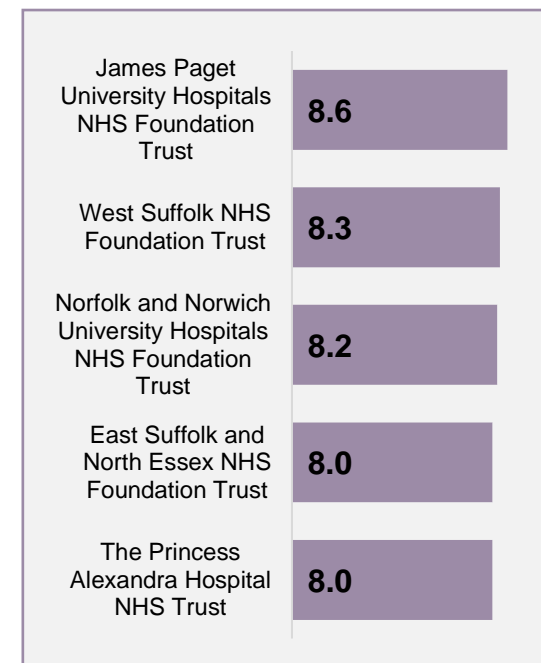 James Paget
University Hospitals
NHS Foundation
Trust
8.6
West Suffolk NHS
Foundation Trust
8.3
Norfolk and Norwich
University Hospitals
NHS Foundation
Trust
8.2
East Suffolk and
North Essex NHS
Foundation Trust
8.0
The Princess
Alexandra Hospital
NHS Trust
8.0